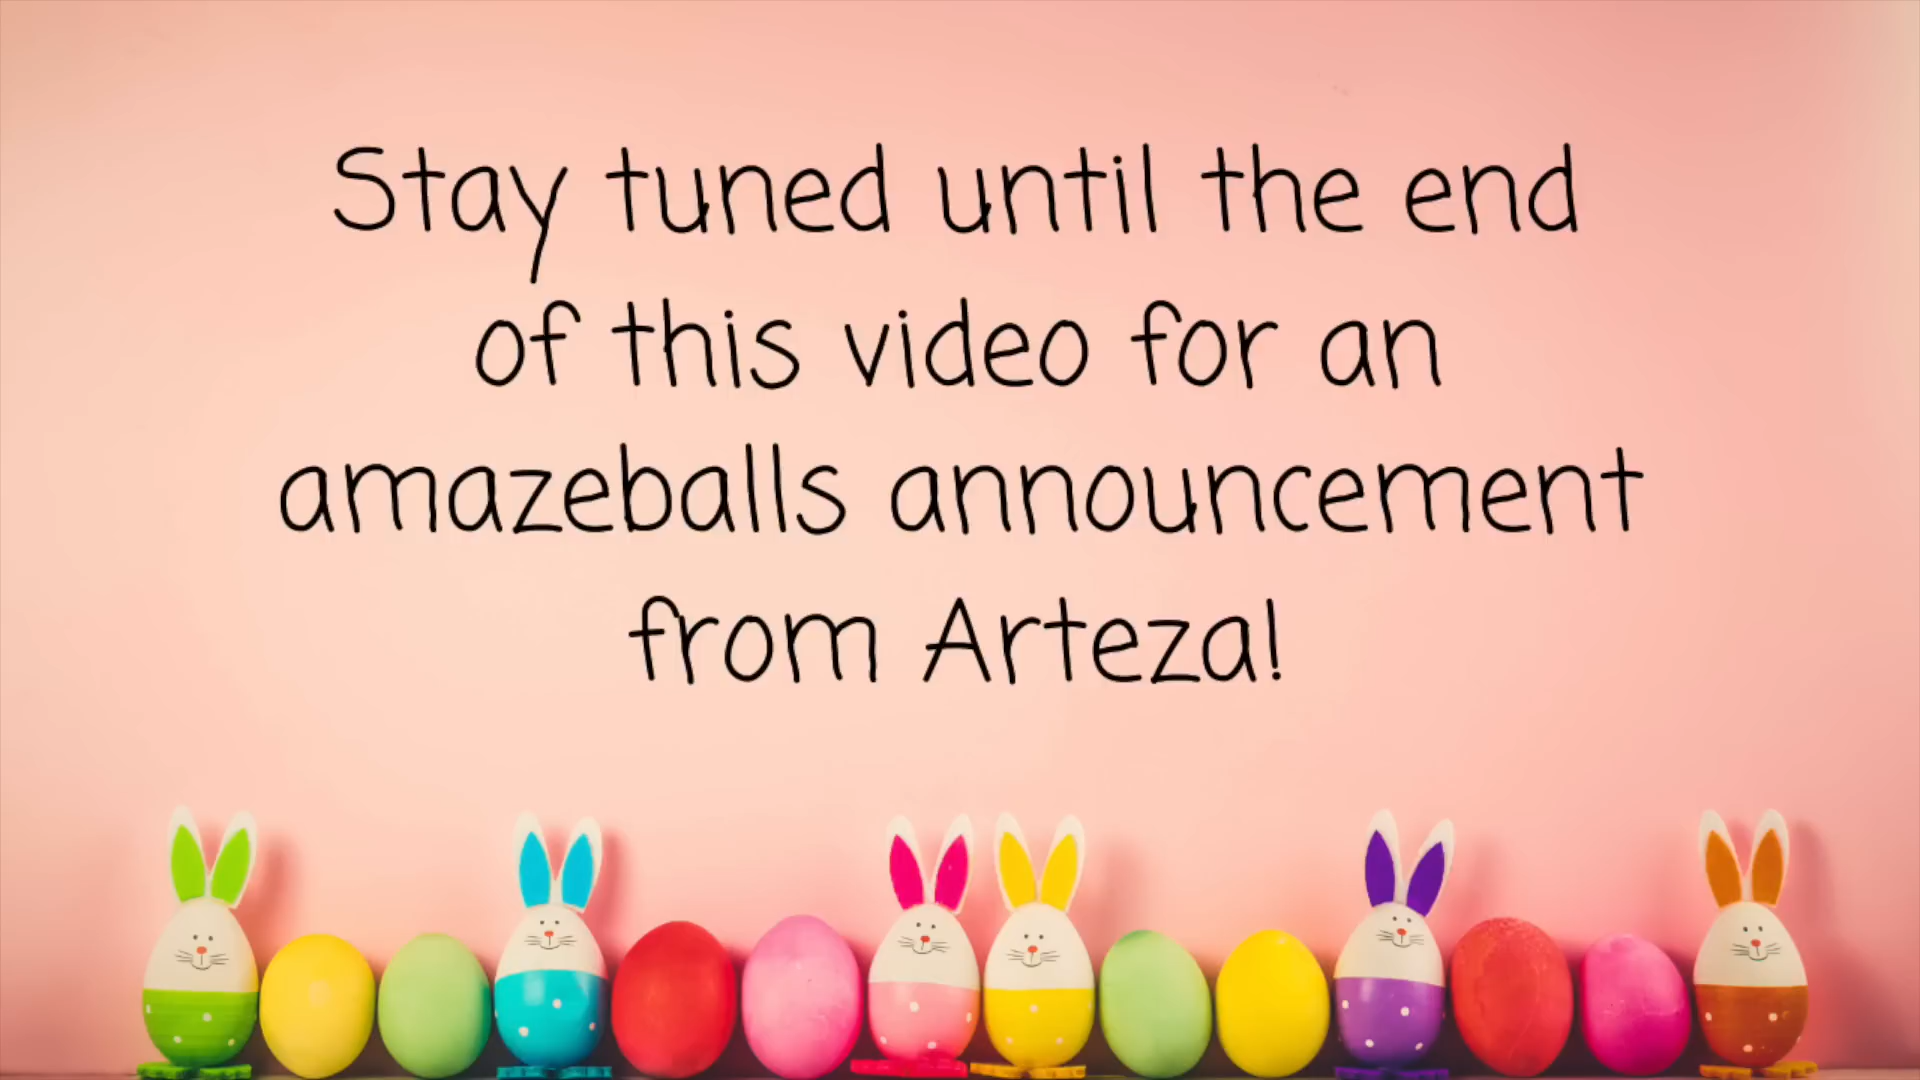 Stay tuned until the end
of this video for an
amazeballs announcement
from Arteza!